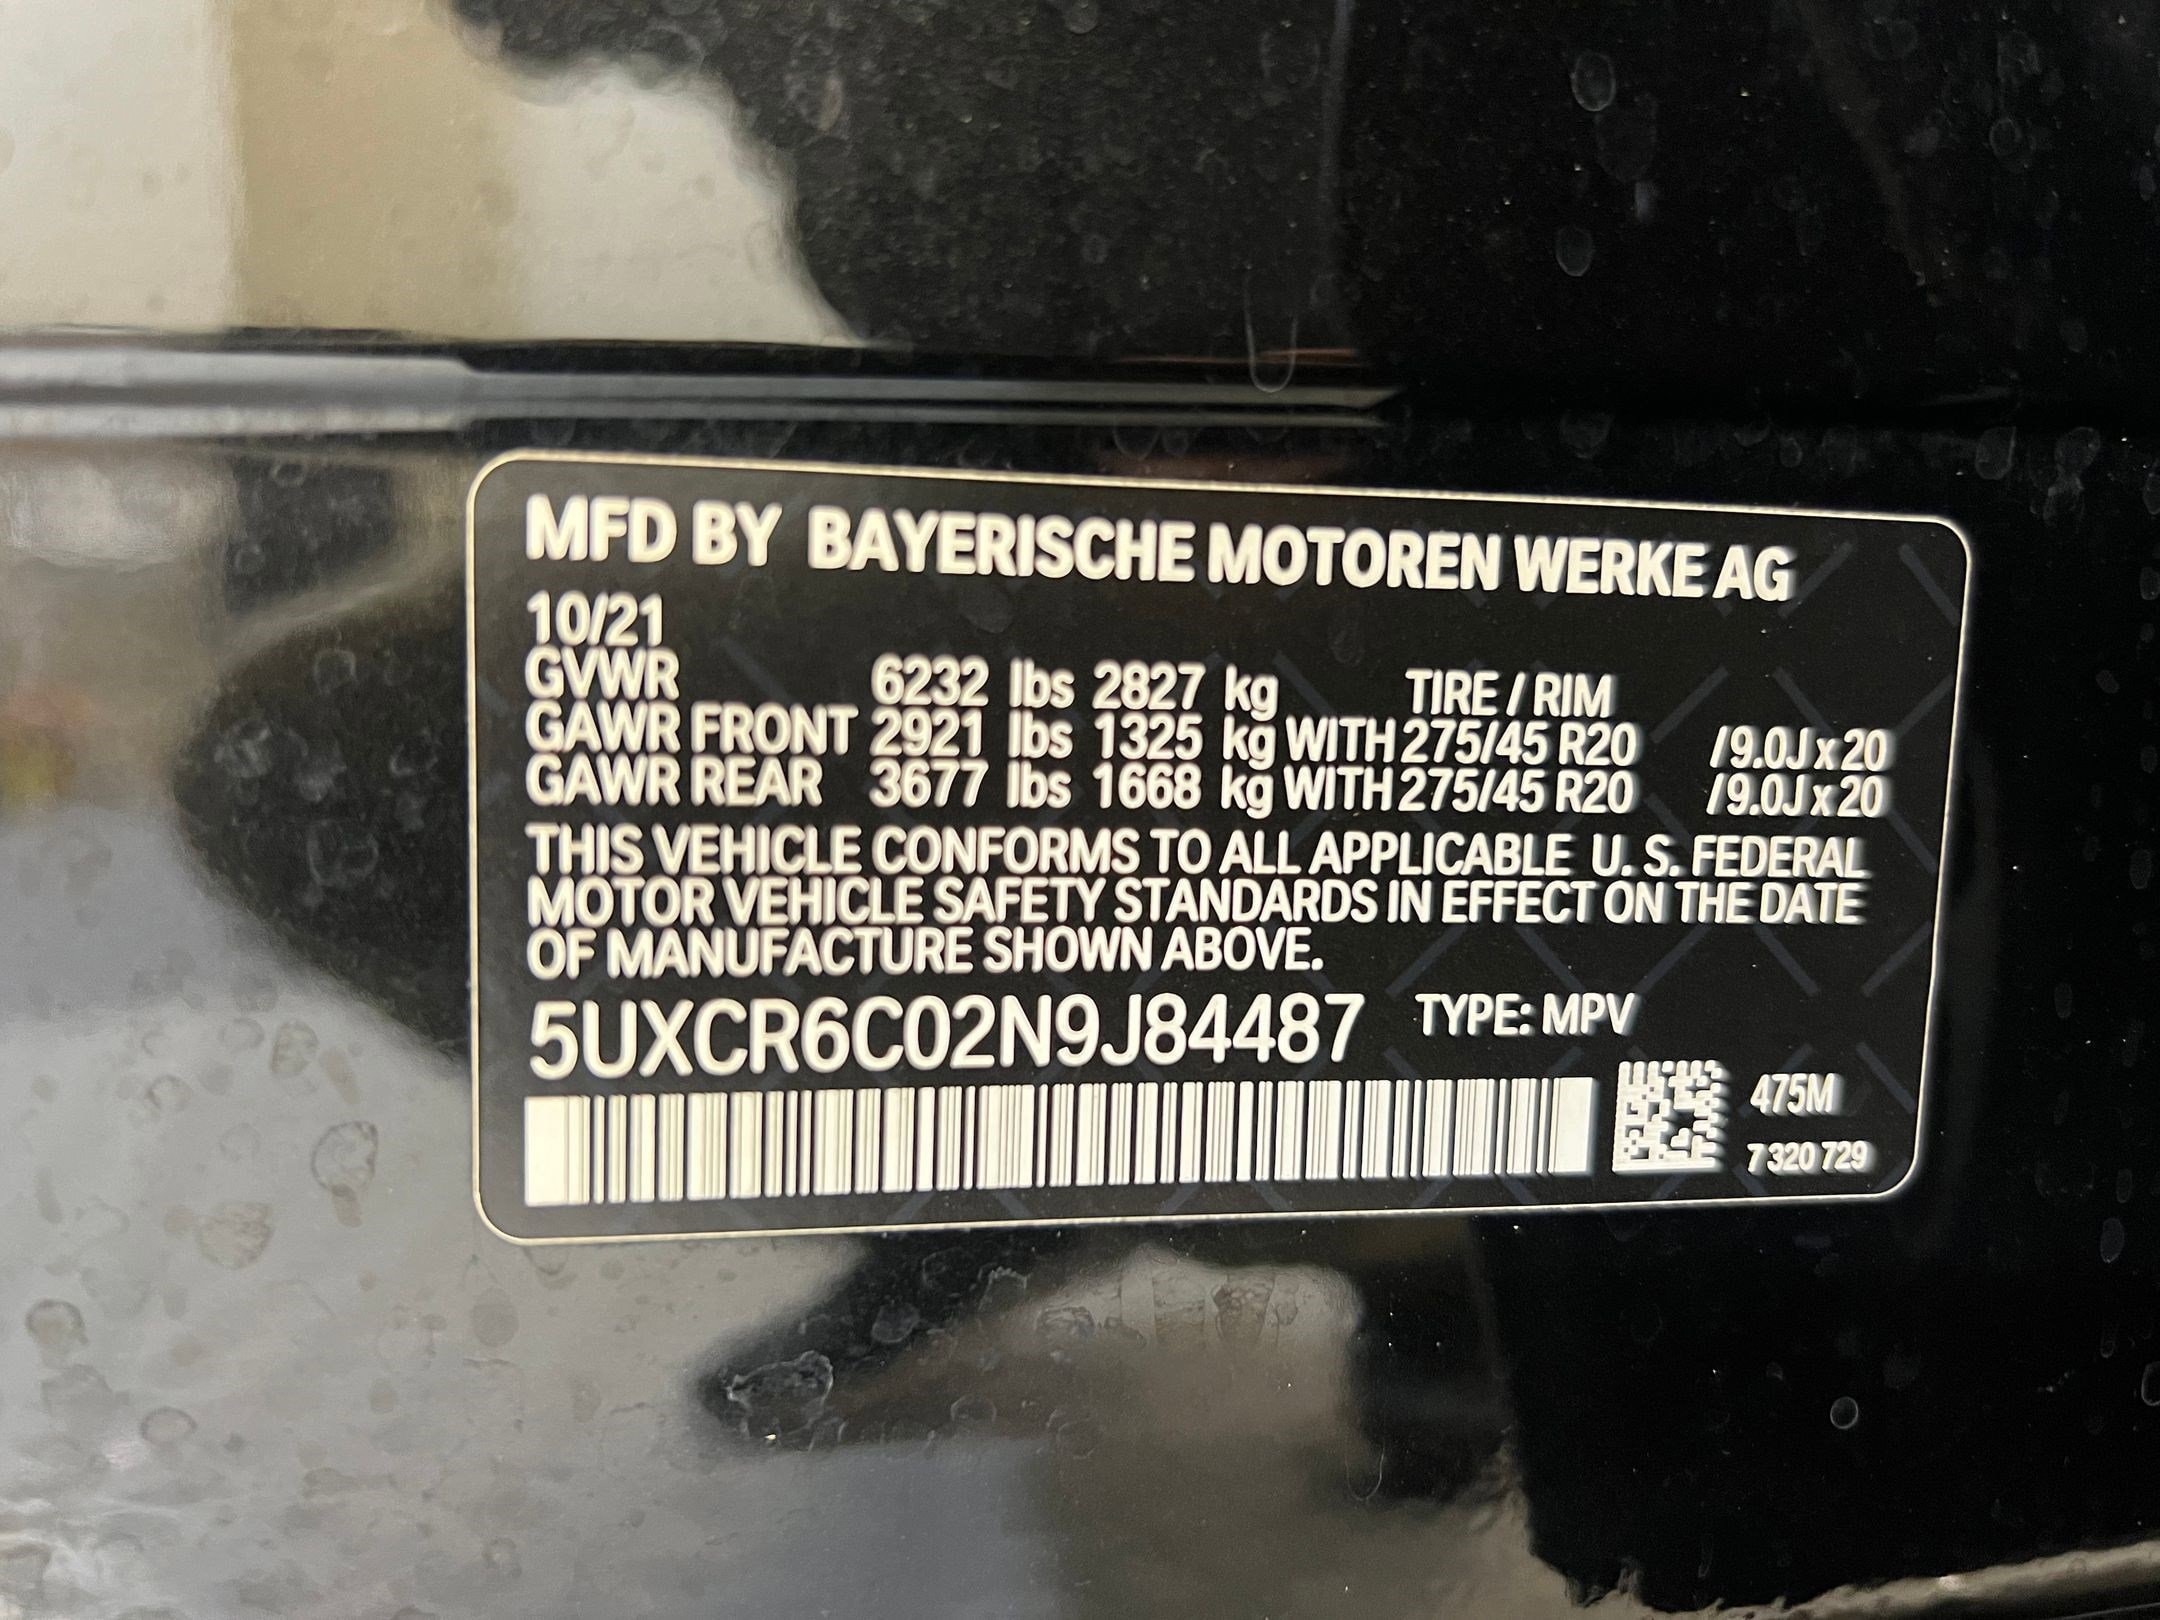 MFD BY BAYERISCHE MOTOREN WERKE AG
10/21
GVWR 6232 lbs 2827 kg TIRE / RIM
GAWR FRONT 2921 lbs 1325 kg WITH 275/45 R20 /9.0J x 20
GAWR REAR 3677 lbs 1668 kg WITH 275/45 R20 /9.0J x 20
THIS VEHICLE CONFORMS TO ALL APPLICABLE U. S. FEDERAL
MOTOR VEHICLE SAFETY STANDARDS IN EFFECT ON THE DATE
OF MANUFACTURE SHOWN ABOVE.
5UXCR6C02N9J84487 TYPE: MPV
475M
7 320 729